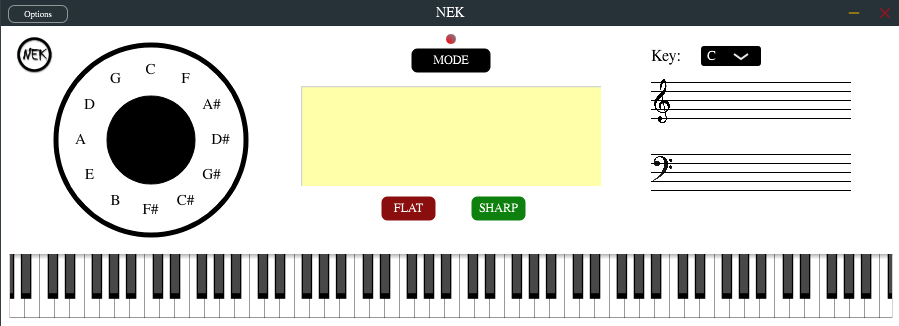 Options
NEK
NEK
MODE
Key: C
C
G F
D A#
A D#
E G#
B C#
F#
FLAT SHARP